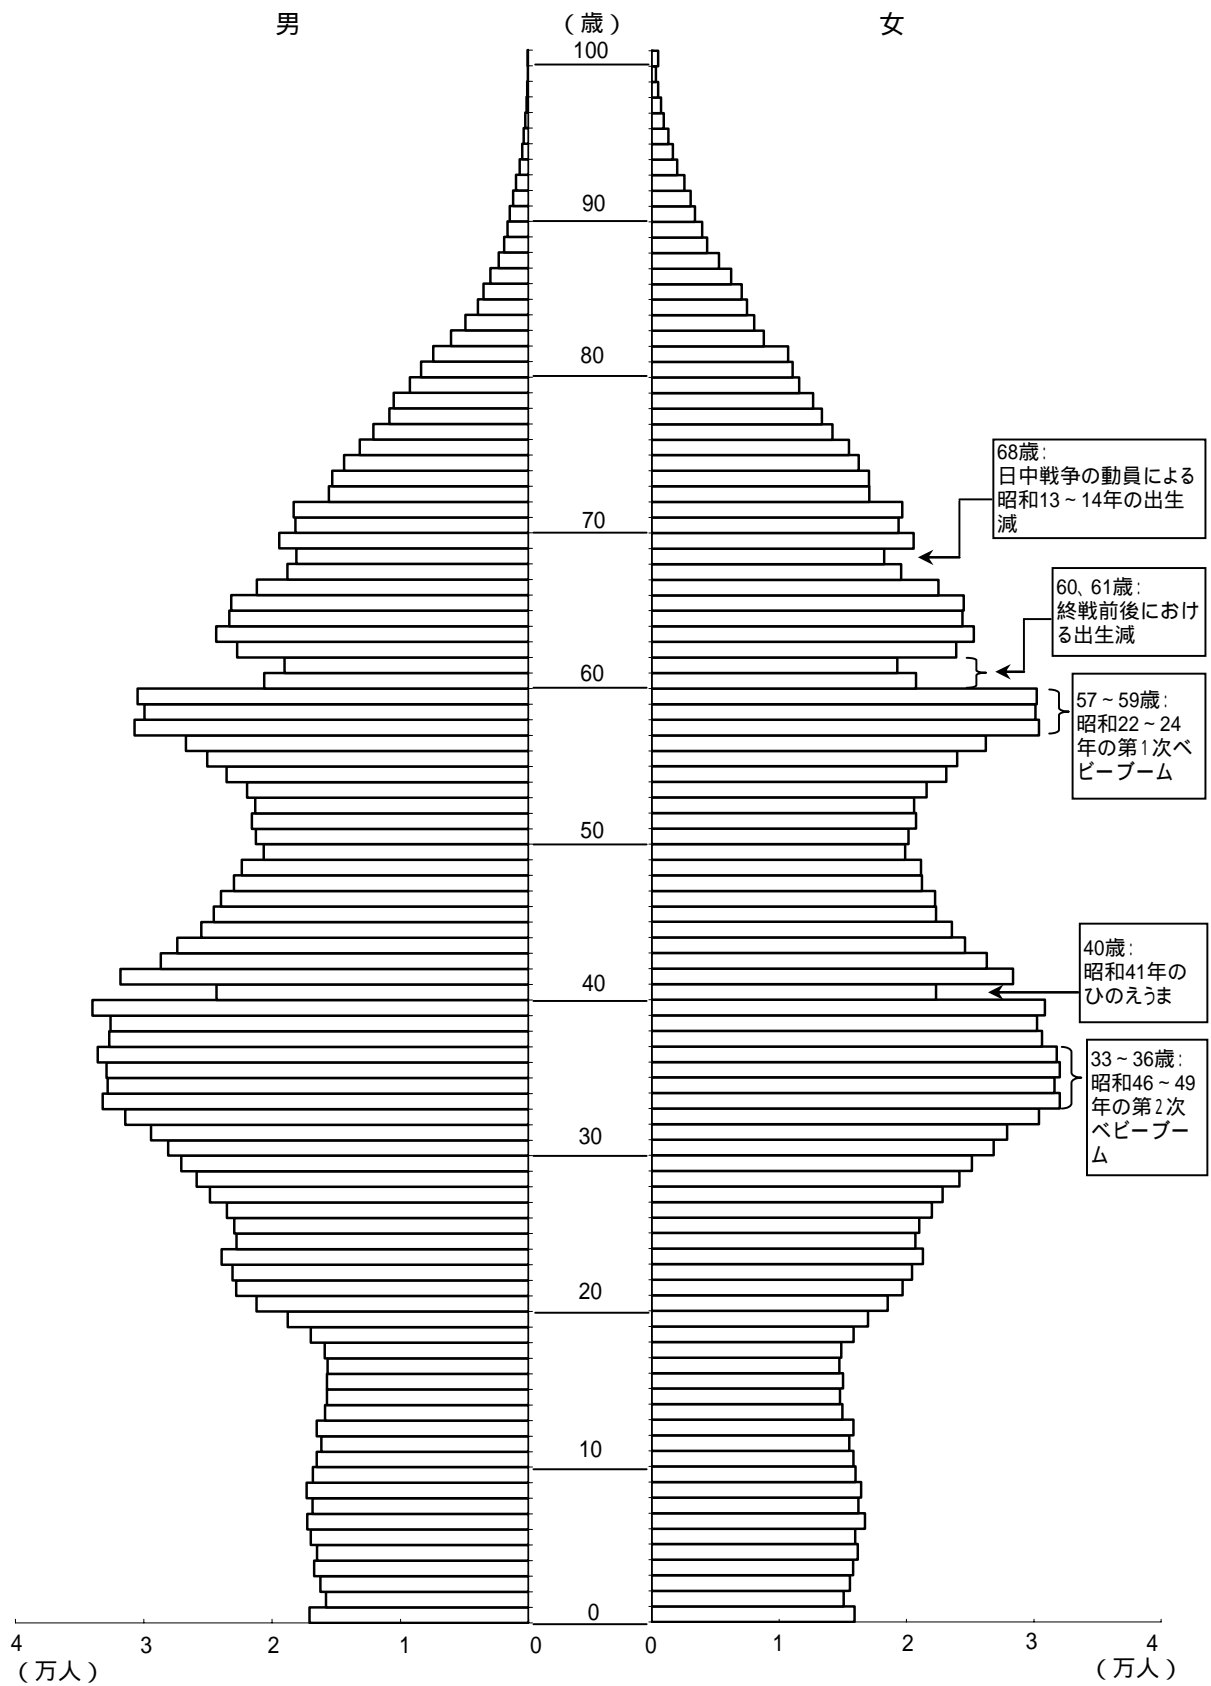 男
(歳)
女
100
90
80
70
60
50
40
30
20
10
0
68歳:
日中戦争の動員による
昭和13~14年の出生
減
60、61歳:
終戦前後におけ
る出生減
57~59歳:
昭和22~24
年の第1次ベ
ビーブーム
40歳:
昭和41年の
ひのえうま
33~36歳:
昭和46~49
年の第2次
ベビーブー
ム
4
3
2
1
0
0
1
2
3
4
(万人)
(万人)